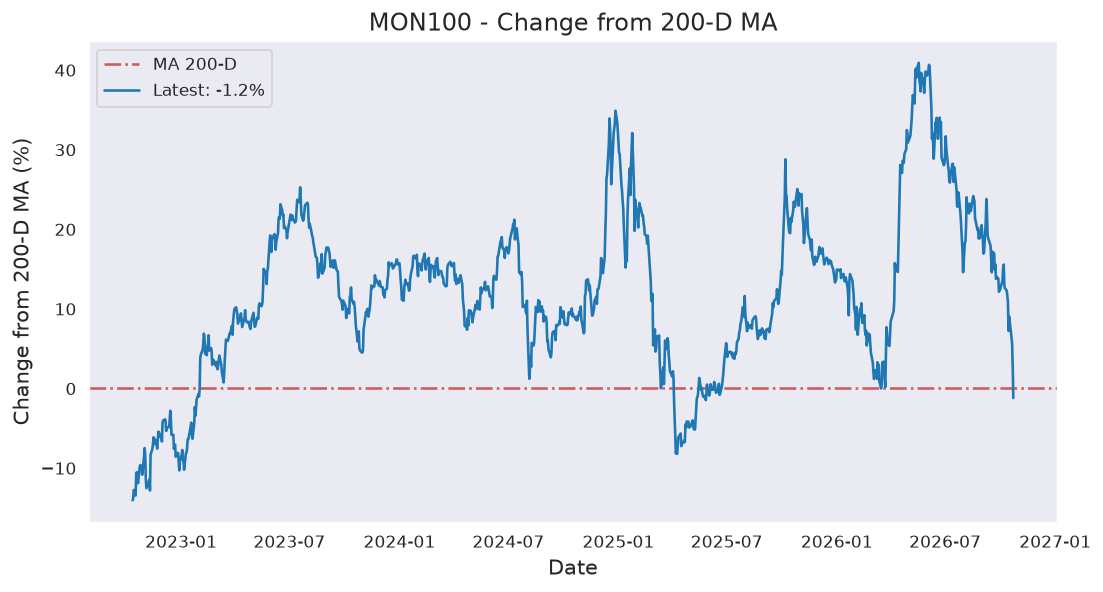 MON100 - Change from 200-D MA
MA 200-D
Latest: -1.2%
Change from 200-D MA (%)
40
30
20
10
0
−10
2023-01 2023-07 2024-01 2024-07 2025-01 2025-07 2026-01 2026-07 2027-01
Date